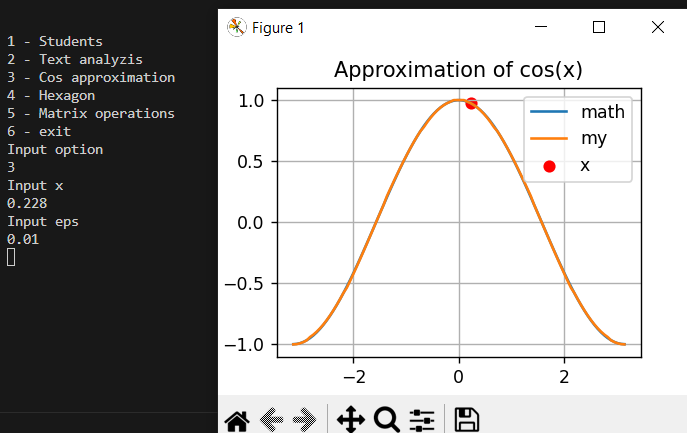 1 - Students
2 - Text analyzis
3 - Cos approximation
4 - Hexagon
5 - Matrix operations
6 - exit
Input option
3
Input x
0.228
Input eps
0.01
Figure 1
Approximation of cos(x)
1.0
0.5
0.0
−0.5
−1.0
−2
0
2
math
my
x